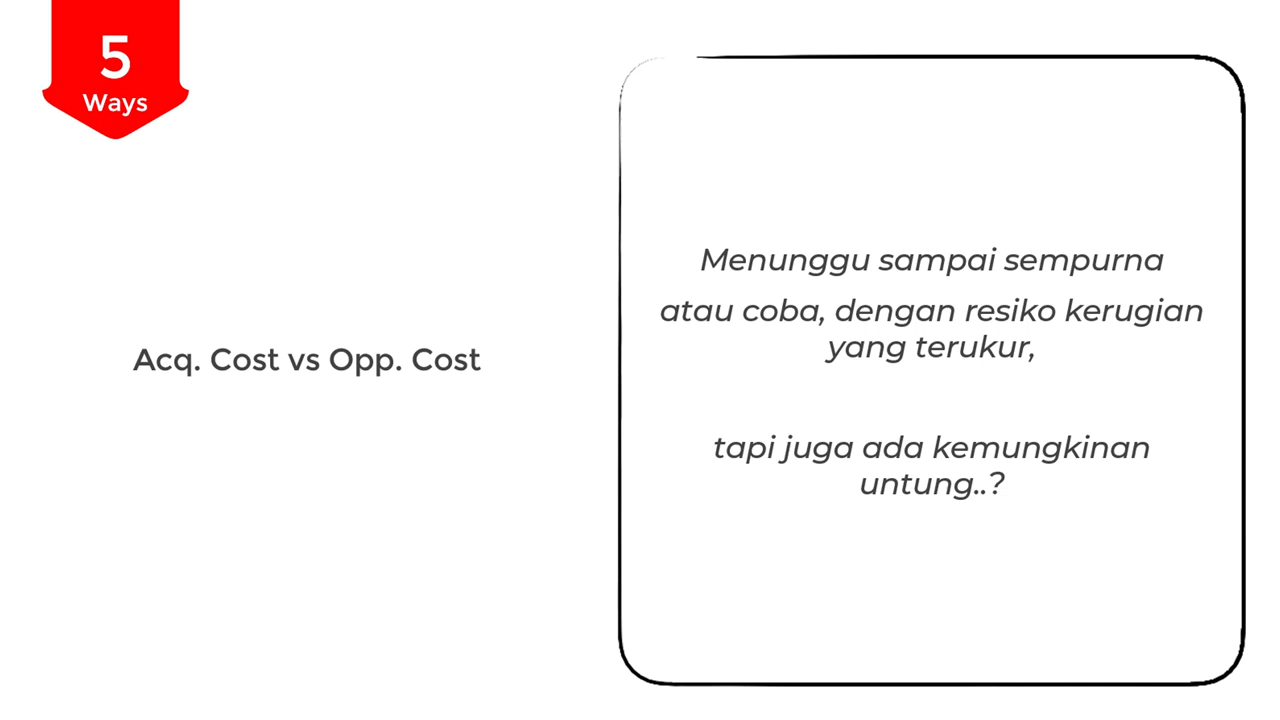 5
Ways
Acq. Cost vs Opp. Cost
Menunggu sampai sempurna
atau coba, dengan resiko kerugian
yang terukur,
tapi juga ada kemungkinan
untung..?